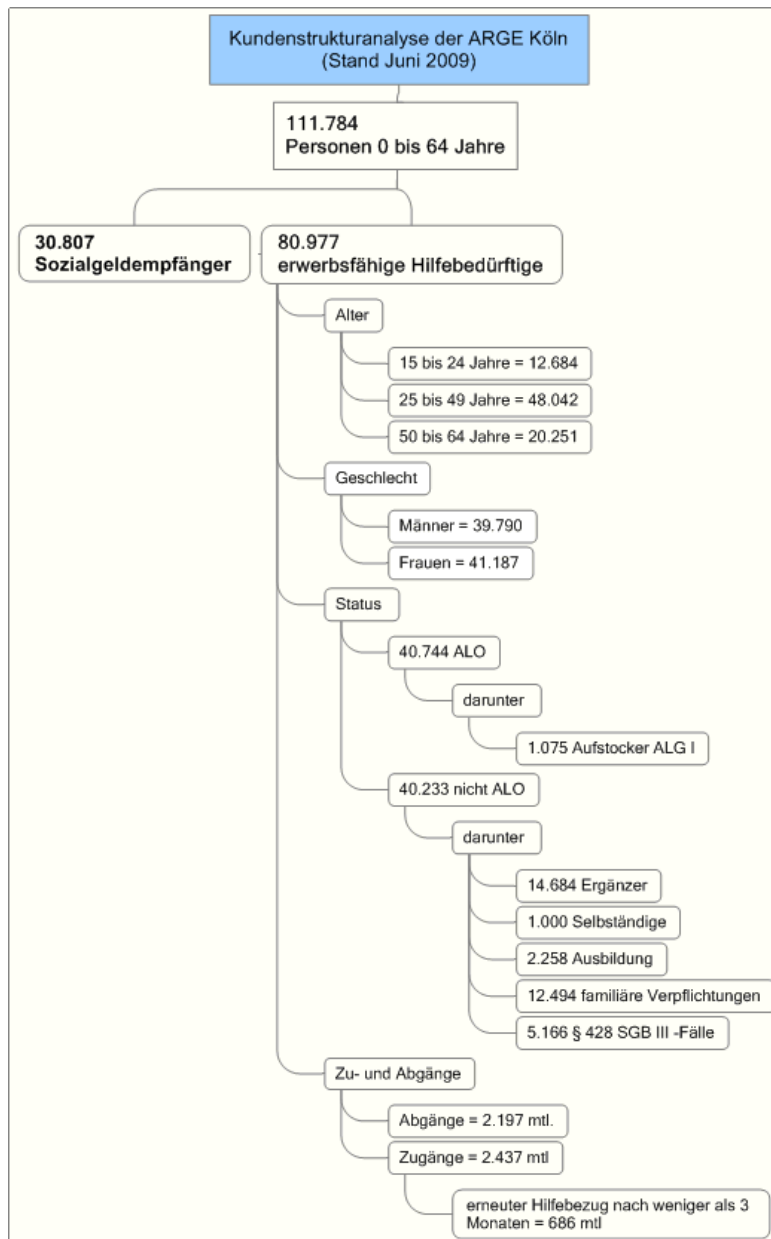 Kundenstrukturanalyse der ARGE Köln
(Stand Juni 2009)
111.784
Personen 0 bis 64 Jahre
30.807
Sozialgeldempfänger
80.977
erwerbsfähige Hilfebedürftige
Alter
15 bis 24 Jahre = 12.684
25 bis 49 Jahre = 48.042
50 bis 64 Jahre = 20.251
Geschlecht
Männer = 39.790
Frauen = 41.187
Status
40.744 ALO
darunter
1.075 Aufstocker ALG I
40.233 nicht ALO
darunter
14.684 Ergänzer
1.000 Selbständige
2.258 Ausbildung
12.494 familiäre Verpflichtungen
5.166 § 428 SGB III -Fälle
Zu- und Abgänge
Abgänge = 2.197 mtl.
Zugänge = 2.437 mtl
erneuter Hilfebezug nach weniger als 3
Monaten = 686 mtl